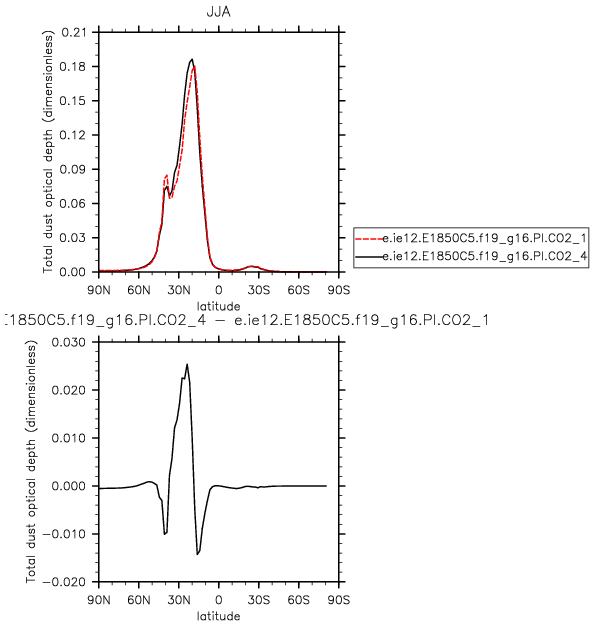 JJA
Total dust optical depth (dimensionless)
0.21
0.18
0.15
0.12
0.09
0.06
0.03
0.00
90N 60N 30N 0 30S 60S 90S
latitude
e.ie12.E1850C5.f19_g16.PI.CO2_1
e.ie12.E1850C5.f19_g16.PI.CO2_4
1850C5.f19_g16.PI.CO2_4 − e.ie12.E1850C5.f19_g16.PI.CO2_1
Total dust optical depth (dimensionless)
0.030
0.020
0.010
0.000
−0.010
−0.020
90N 60N 30N 0 30S 60S 90S
latitude